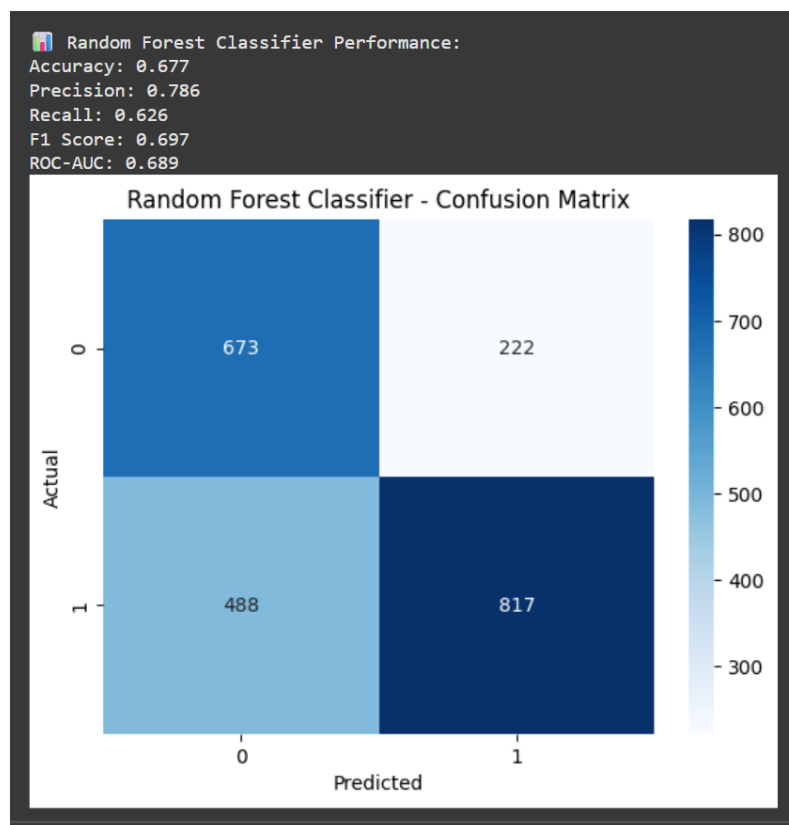 📊 Random Forest Classifier Performance:
Accuracy: 0.677
Precision: 0.786
Recall: 0.626
F1 Score: 0.697
ROC-AUC: 0.689
Random Forest Classifier - Confusion Matrix
800
700
600
500
400
300
Actual
0
673
222
1
488
817
0
1
Predicted